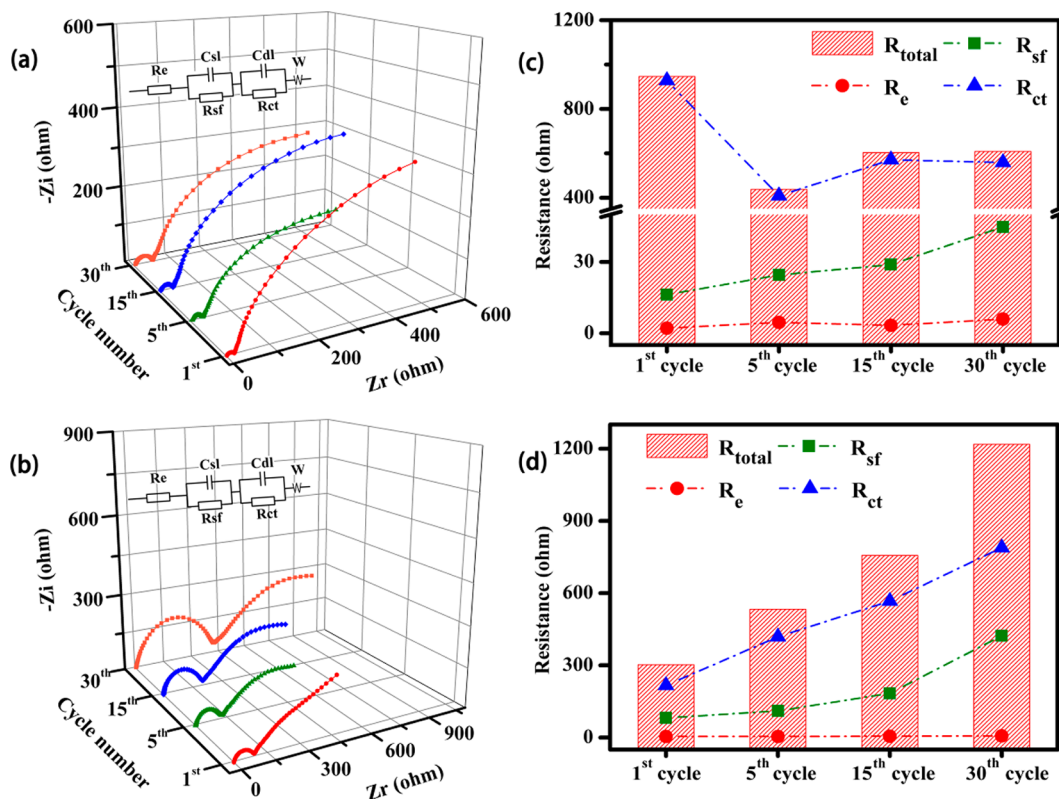 (a)
600
400
200
-Zi (ohm)
Re
Csl
Rsf
Cdl
Rct
W
30th
15th
5th
1st
Cycle number
0
200
400
600
Zr (ohm)
(c)
1200
800
400
30
0
Resistance (ohm)
Rtotal
Rsf
Re
Rct
1st cycle
5th cycle
15th cycle
30th cycle
(b)
900
600
300
-Zi (ohm)
Re
Csl
Rsf
Cdl
Rct
W
30th
15th
5th
1st
Cycle number
0
300
600
900
Zr (ohm)
(d)
1200
900
600
300
0
Resistance (ohm)
Rtotal
Rsf
Re
Rct
1st cycle
5th cycle
15th cycle
30th cycle